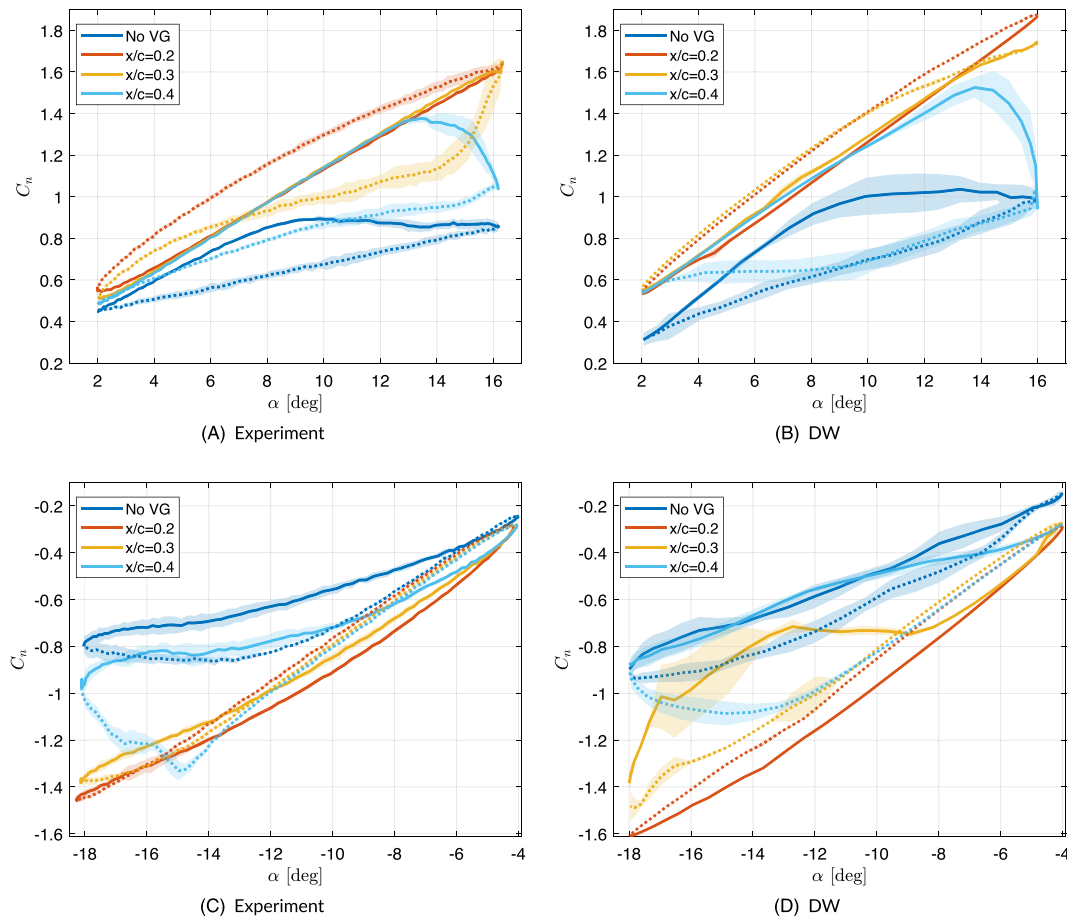 1.8
1.6
1.4
1.2
1
0.8
0.6
0.4
0.2
C_n
No VG
x/c=0.2
x/c=0.3
x/c=0.4
2 4 6 8 10 12 14 16
α [deg]
(A) Experiment
1.8
1.6
1.4
1.2
1
0.8
0.6
0.4
0.2
C_n
No VG
x/c=0.2
x/c=0.3
x/c=0.4
2 4 6 8 10 12 14 16
α [deg]
(B) DW
-0.2
-0.4
-0.6
-0.8
-1
-1.2
-1.4
-1.6
C_n
No VG
x/c=0.2
x/c=0.3
x/c=0.4
-18 -16 -14 -12 -10 -8 -6 -4
α [deg]
(C) Experiment
-0.2
-0.4
-0.6
-0.8
-1
-1.2
-1.4
-1.6
C_n
No VG
x/c=0.2
x/c=0.3
x/c=0.4
-18 -16 -14 -12 -10 -8 -6 -4
α [deg]
(D) DW